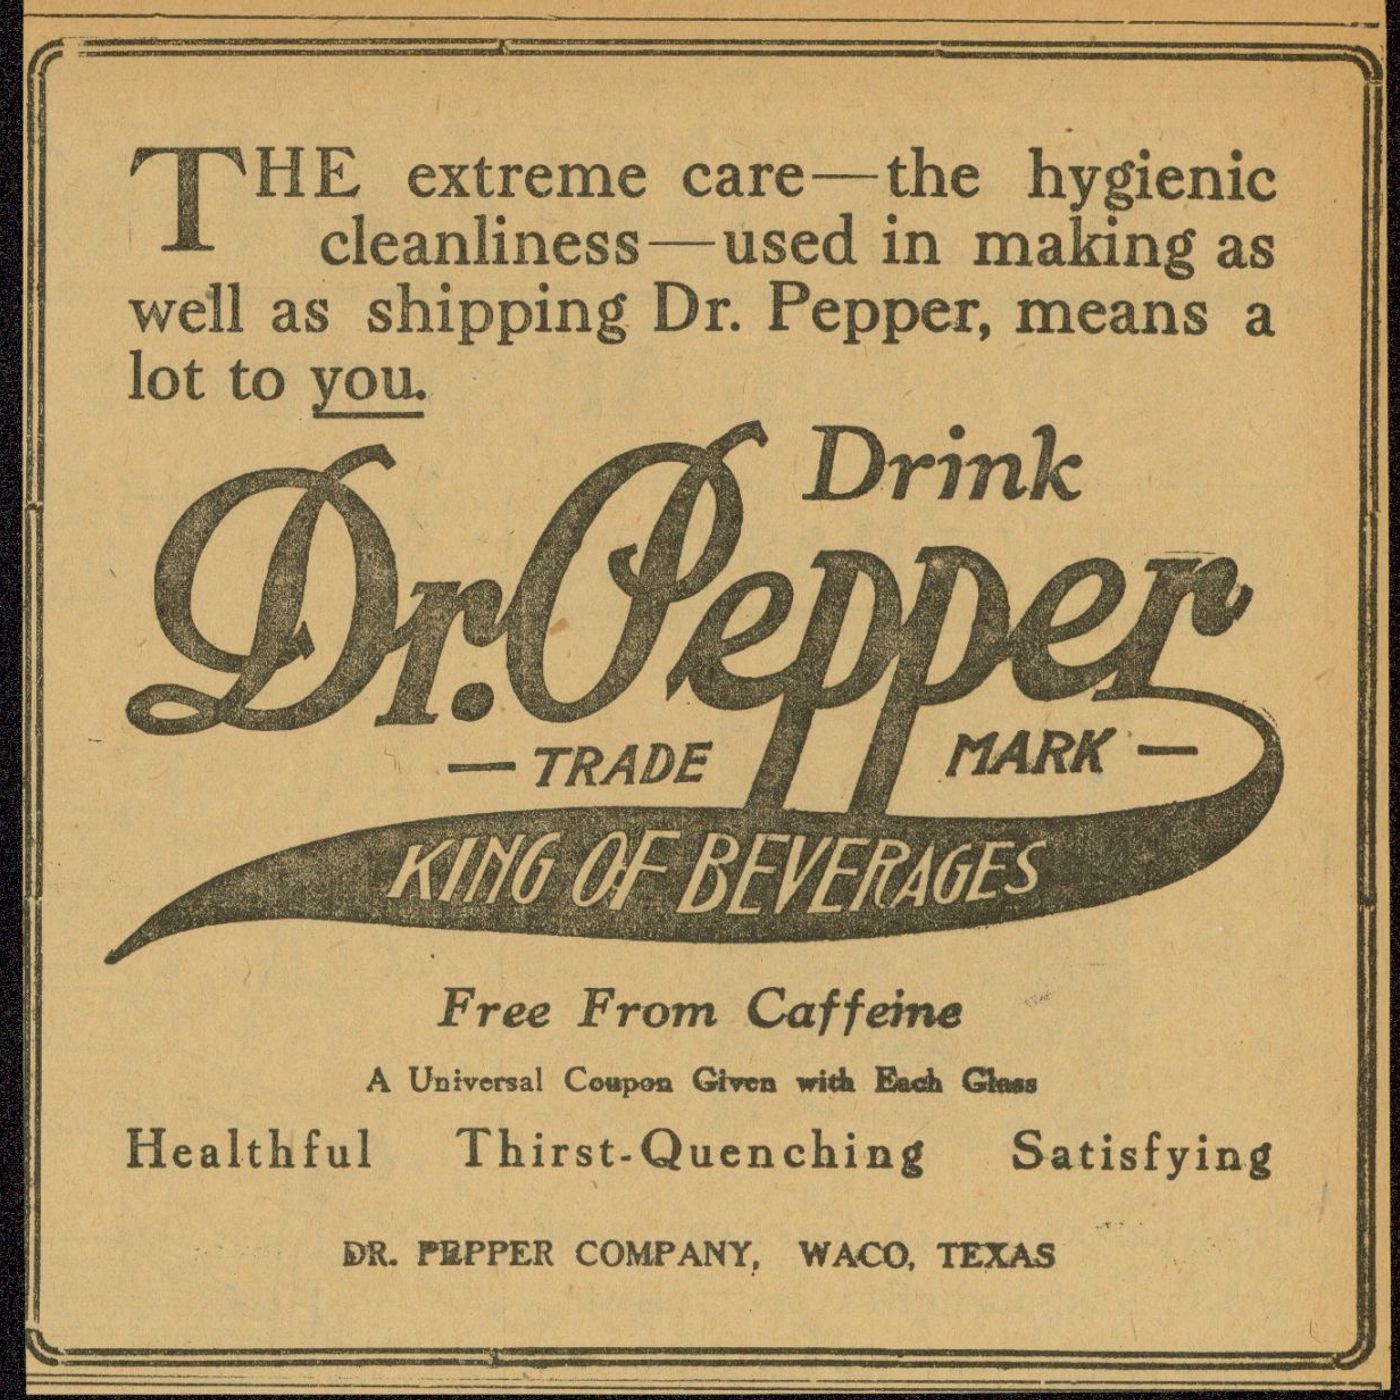 THE extreme care—the hygienic
cleanliness—used in making as
well as shipping Dr. Pepper, means a
lot to you.
Drink
Dr. Pepper
— TRADE MARK —
KING OF BEVERAGES
Free From Caffeine
A Universal Coupon Given with Each Glass
Healthful Thirst-Quenching Satisfying
DR. PEPPER COMPANY, WACO, TEXAS